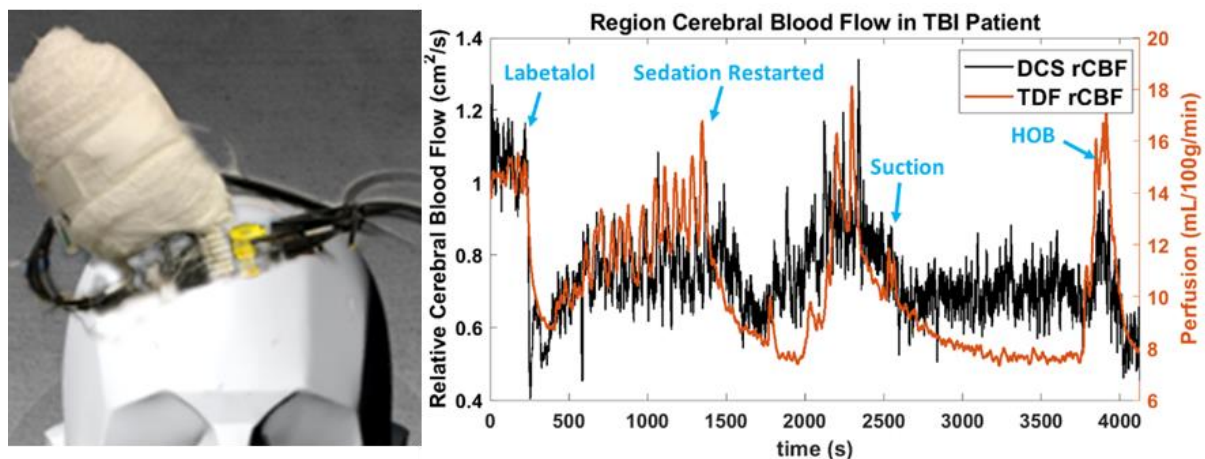 Region Cerebral Blood Flow in TBI Patient
Relative Cerebral Blood Flow (cm²/s)
1.4
1.2
1
0.8
0.6
0.4
Labetalol
Sedation Restarted
Suction
HOB
DCS rCBF
TDF rCBF
20
18
16
14
12
10
8
6
Perfusion (mL/100g/min)
0
500
1000
1500
2000
2500
3000
3500
4000
time (s)